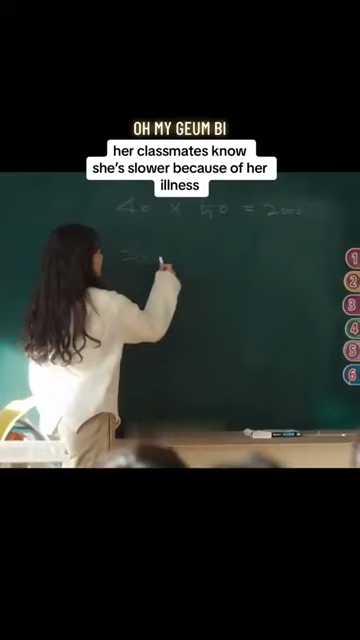 OH MY GEUM BI
her classmates know
she's slower because of her
illness
40 x 50 = 2000
1
2
3
4
5
6